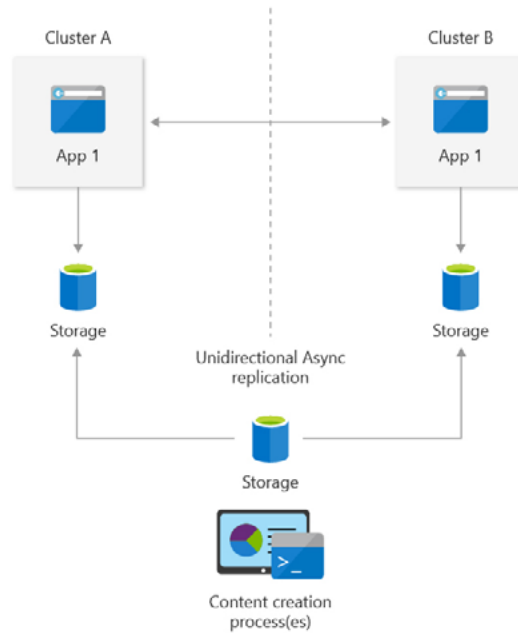 Cluster A
Cluster B
App 1
App 1
Storage
Storage
Unidirectional Async
replication
Storage
>_
Content creation
process(es)